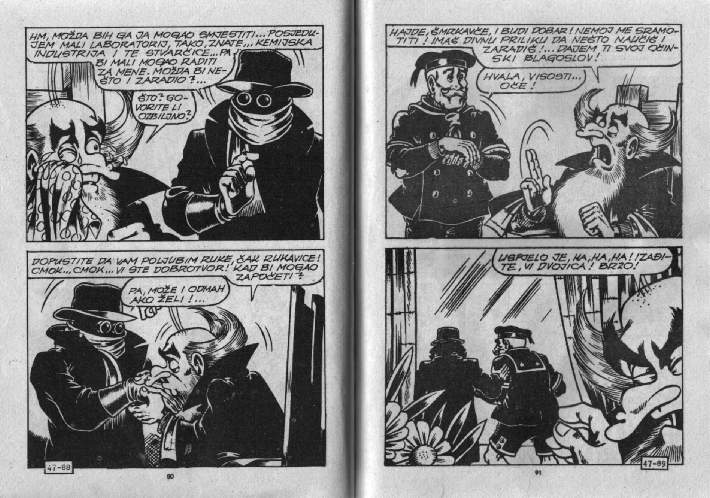 HM, MOŽDA BIH GA JA MOGAO SMJESTITI... POSJEDU-
JEM MALI LABORATORIJ, TAKO, ZNATE,... KEMIJSKA
INDUSTRIJA I TE STVARČICE... PA,
BI MALI MOGAO RADITI
ZA MENE. MOŽDA BI NE-
ŠTO I ZARADIO?...
ŠTO? GO-
VORITE LI
OZBILJNO?
DOPUSTITE DA VAM POLJUBIM RUKE, ČAK RUKAVICE!
CMOK... CMOK... VI STE DOBROTVOR! KAD BI MOGAO
ZAPOČETI?
PA, MOŽE I ODMAH
AKO ŽELI!...
47-88
90
HAJDE, ŠMRKAVČE, I BUDI DOBAR! NEMOJ ME SRAMO-
TITI! IMAŠ DIVNU PRILIKU DA NEŠTO NAUČIŠ I
ZARADIŠ!... DAJEM TI SVOJ OČIN-
SKI BLAGOSLOV!
HVALA, VISOSTI...
OČE!
USPJELO JE, HA, HA, HA! IZAĐI-
TE, VI DVOJICA! BRZO!
47-89
91